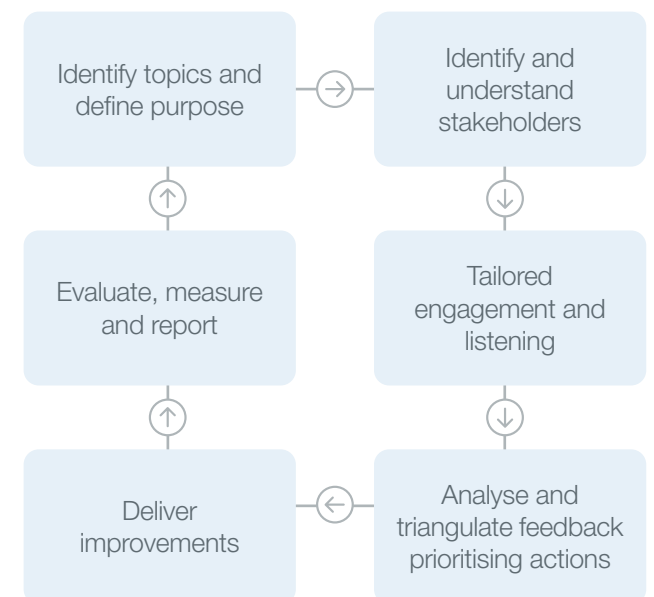 Identify topics and
define purpose
Identify and
understand
stakeholders
Evaluate, measure
and report
Tailored
engagement and
listening
Deliver
improvements
Analyse and
triangulate feedback
prioritising actions